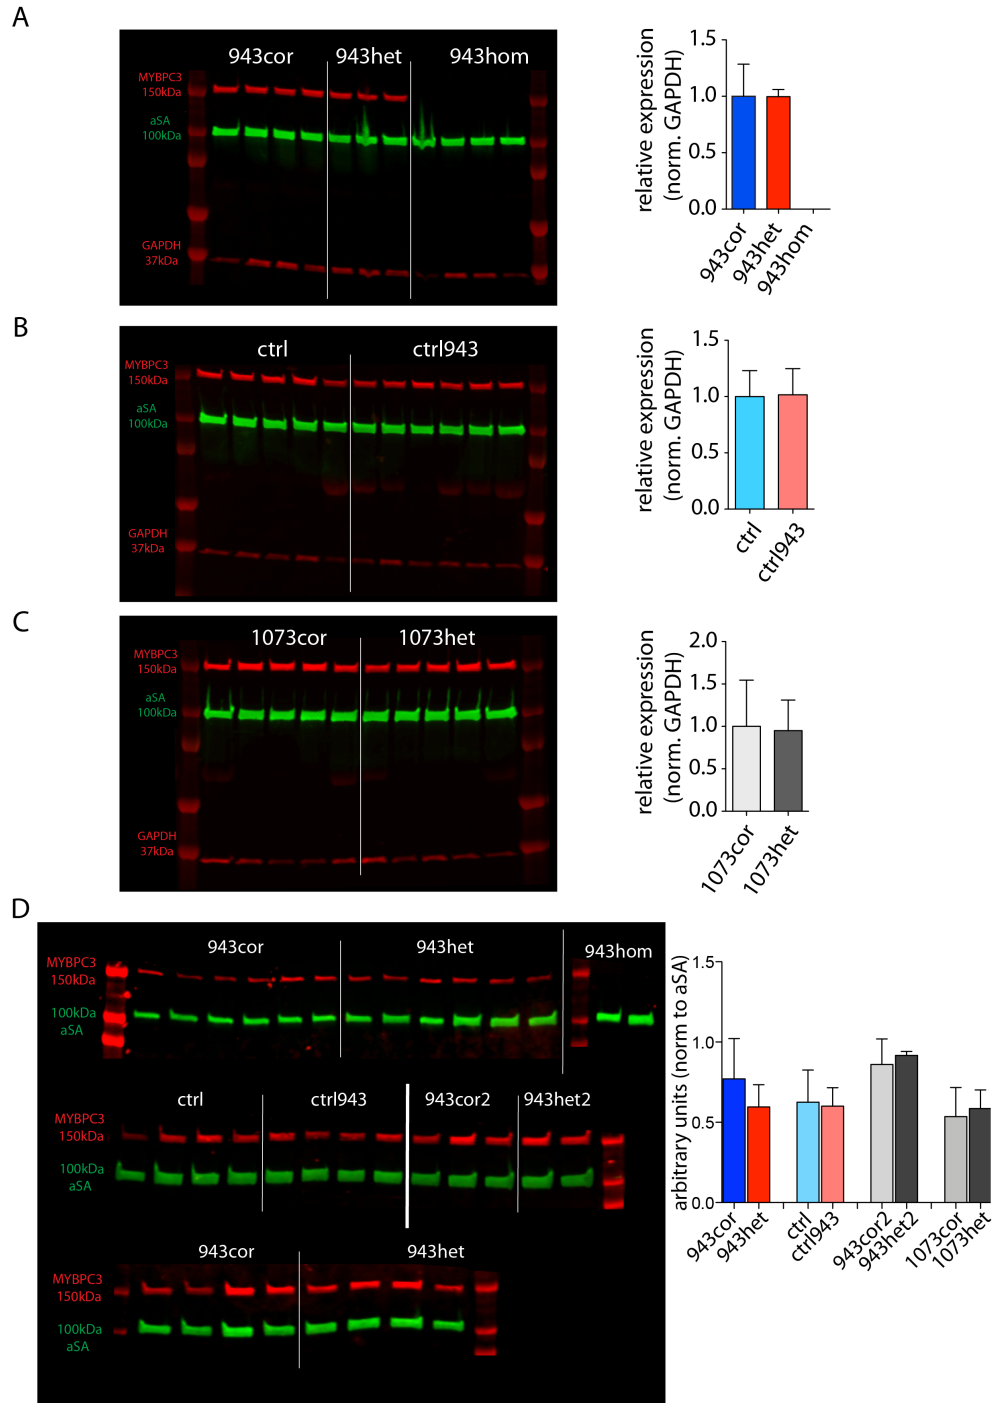 A
943cor 943het 943hom
MYBPC3
150kDa
aSA
100kDa
GAPDH
37kDa
relative expression
(norm. GAPDH)
1.5
1.0
0.5
0.0
943cor
943het
943hom
B
ctrl ctrl943
MYBPC3
150kDa
aSA
100kDa
GAPDH
37kDa
relative expression
(norm. GAPDH)
1.5
1.0
0.5
0.0
ctrl
ctrl943
C
1073cor 1073het
MYBPC3
150kDa
aSA
100kDa
GAPDH
37kDa
relative expression
(norm. GAPDH)
2.0
1.5
1.0
0.5
0.0
1073cor
1073het
D
943cor 943het 943hom
MYBPC3
150kDa
100kDa
aSA
ctrl ctrl943 943cor2 943het2
MYBPC3
150kDa
100kDa
aSA
943cor 943het
MYBPC3
150kDa
100kDa
aSA
arbitrary units (norm to aSA)
1.5
1.0
0.5
0.0
943cor
943het
ctrl
ctrl943
943cor2
943het2
1073cor
1073het